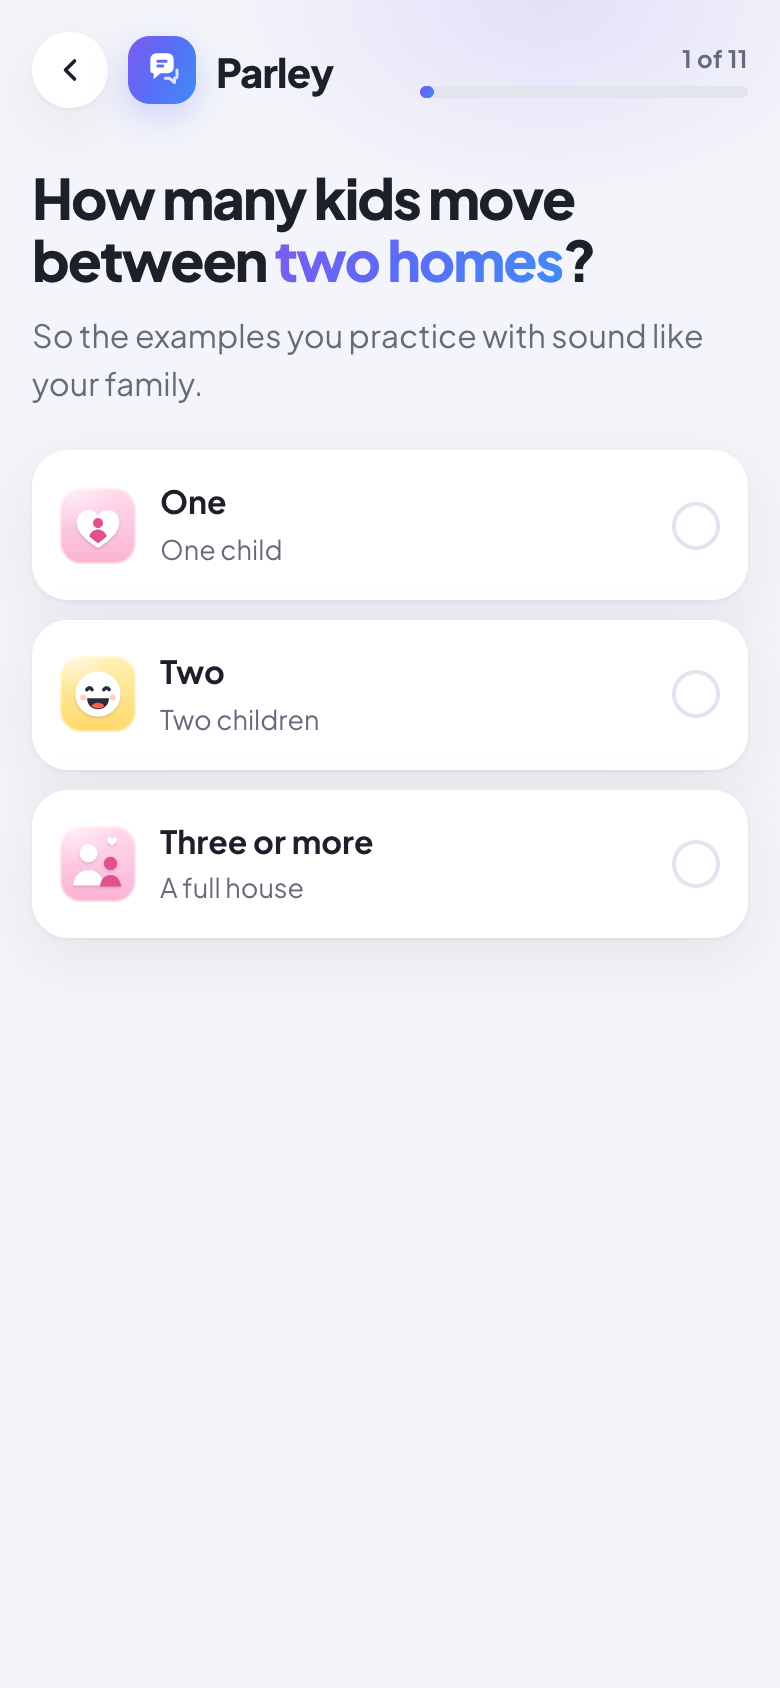 Parley
1 of 11
How many kids move
between two homes?
So the examples you practice with sound like
your family.
One
One child
Two
Two children
Three or more
A full house